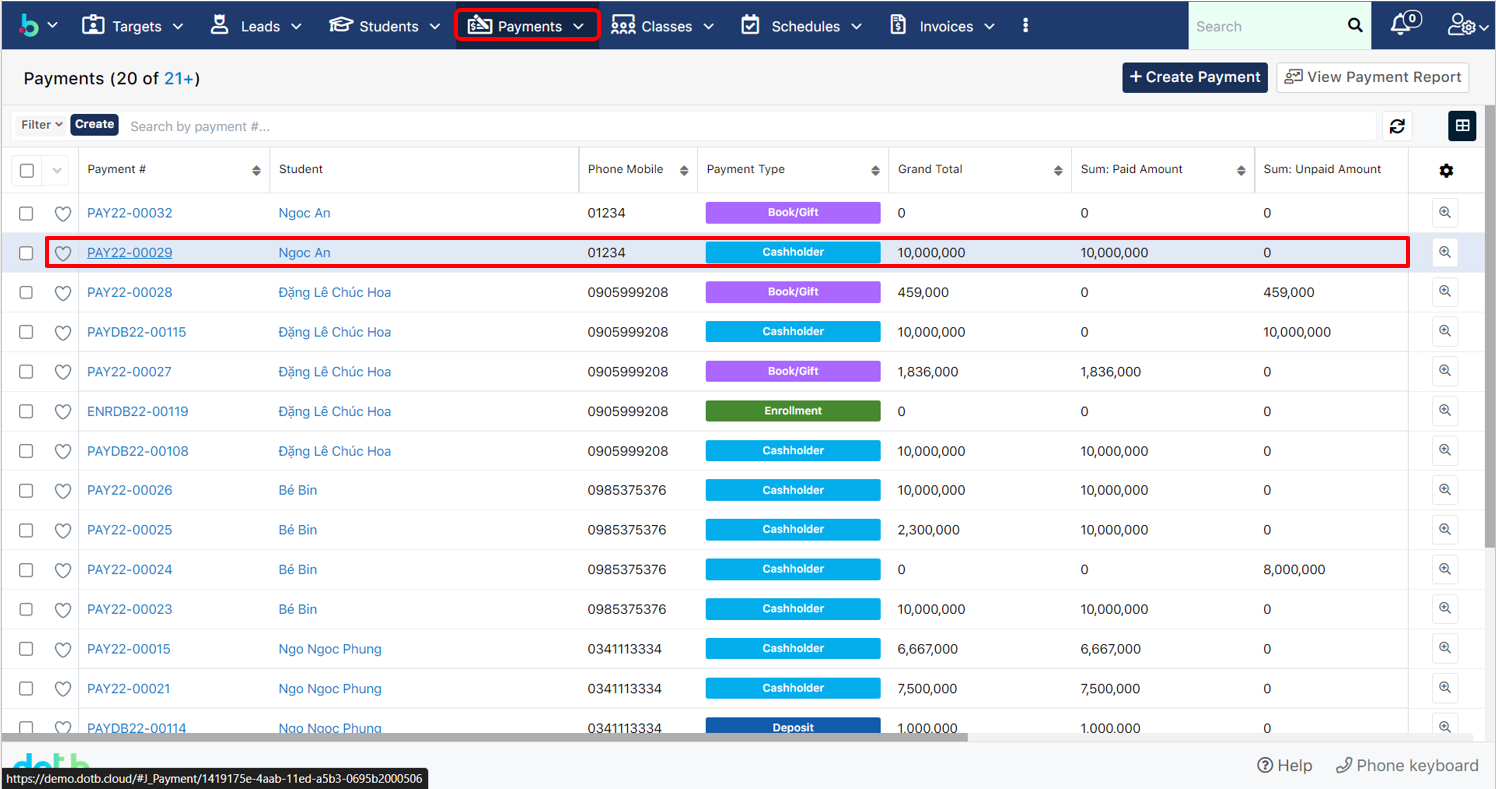 Targets Leads Students Payments Classes Schedules Invoices Search 0
Payments (20 of 21+) + Create Payment View Payment Report
Filter Create Search by payment #...
Payment # Student Phone Mobile Payment Type Grand Total Sum: Paid Amount Sum: Unpaid Amount
PAY22-00032 Ngoc An 01234 Book/Gift 0 0 0
PAY22-00029 Ngoc An 01234 Cashholder 10,000,000 10,000,000 0
PAY22-00028 Đặng Lê Chúc Hoa 0905999208 Book/Gift 459,000 0 459,000
PAYDB22-00115 Đặng Lê Chúc Hoa 0905999208 Cashholder 10,000,000 0 10,000,000
PAY22-00027 Đặng Lê Chúc Hoa 0905999208 Book/Gift 1,836,000 1,836,000 0
ENRDB22-00119 Đặng Lê Chúc Hoa 0905999208 Enrollment 0 0 0
PAYDB22-00108 Đặng Lê Chúc Hoa 0905999208 Cashholder 10,000,000 10,000,000 0
PAY22-00026 Bé Bin 0985375376 Cashholder 10,000,000 10,000,000 0
PAY22-00025 Bé Bin 0985375376 Cashholder 2,300,000 10,000,000 0
PAY22-00024 Bé Bin 0985375376 Cashholder 0 0 8,000,000
PAY22-00023 Bé Bin 0985375376 Cashholder 10,000,000 10,000,000 0
PAY22-00015 Ngo Ngoc Phung 0341113334 Cashholder 6,667,000 6,667,000 0
PAY22-00021 Ngo Ngoc Phung 0341113334 Cashholder 7,500,000 7,500,000 0
PAYDB22-00114 Ngo Ngoc Phung 0341113334 Deposit 1,000,000 1,000,000 0
dotb Help Phone keyboard
https://demo.dotb.cloud/#J_Payment/1419175e-4aab-11ed-a5b3-0695b2000506